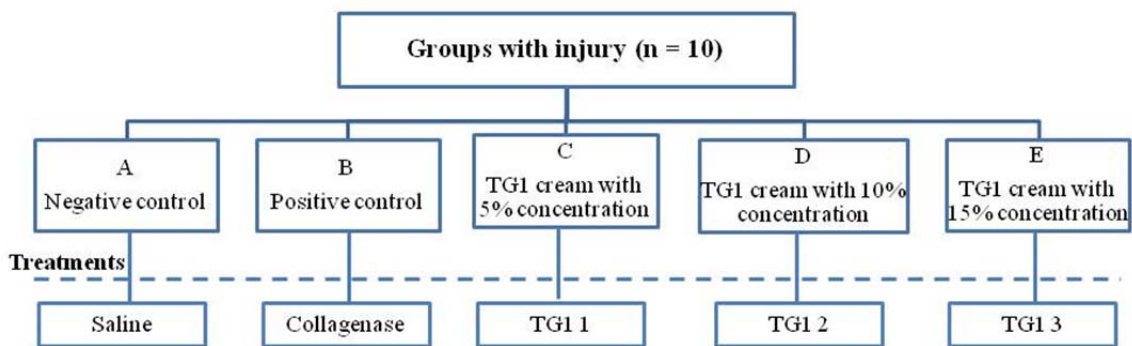 Groups with injury (n = 10)
A
Negative control
B
Positive control
C
TG1 cream with
5% concentration
D
TG1 cream with 10%
concentration
E
TG1 cream with
15% concentration
Treatments
Saline
Collagenase
TG1 1
TG1 2
TG1 3